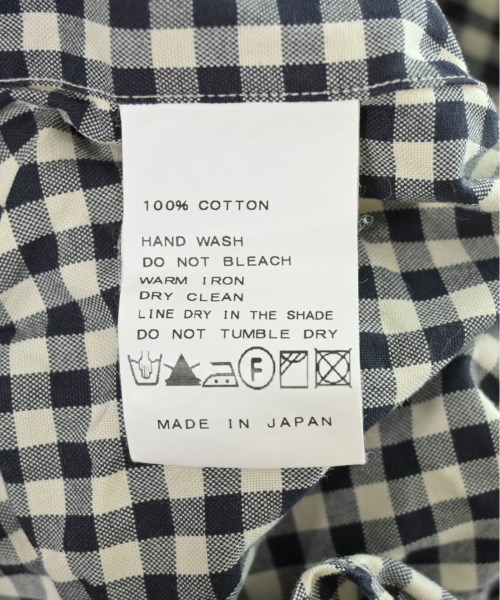 100% COTTON
HAND WASH
DO NOT BLEACH
WARM IRON
DRY CLEAN
LINE DRY IN THE SHADE
DO NOT TUMBLE DRY
F
MADE IN JAPAN